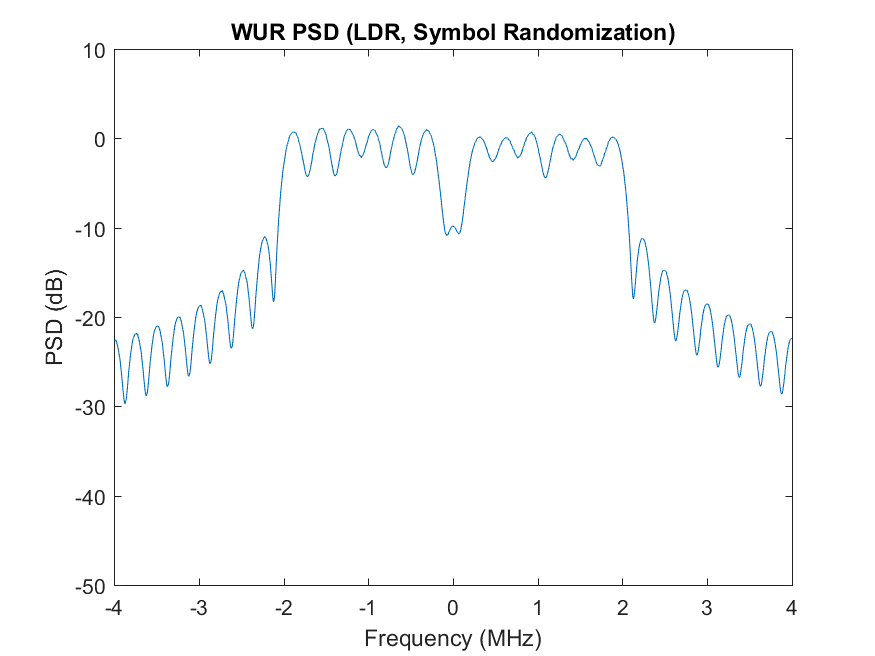 WUR PSD (LDR, Symbol Randomization)
10
0
-10
-20
-30
-40
-50
PSD (dB)
-4 -3 -2 -1 0 1 2 3 4
Frequency (MHz)